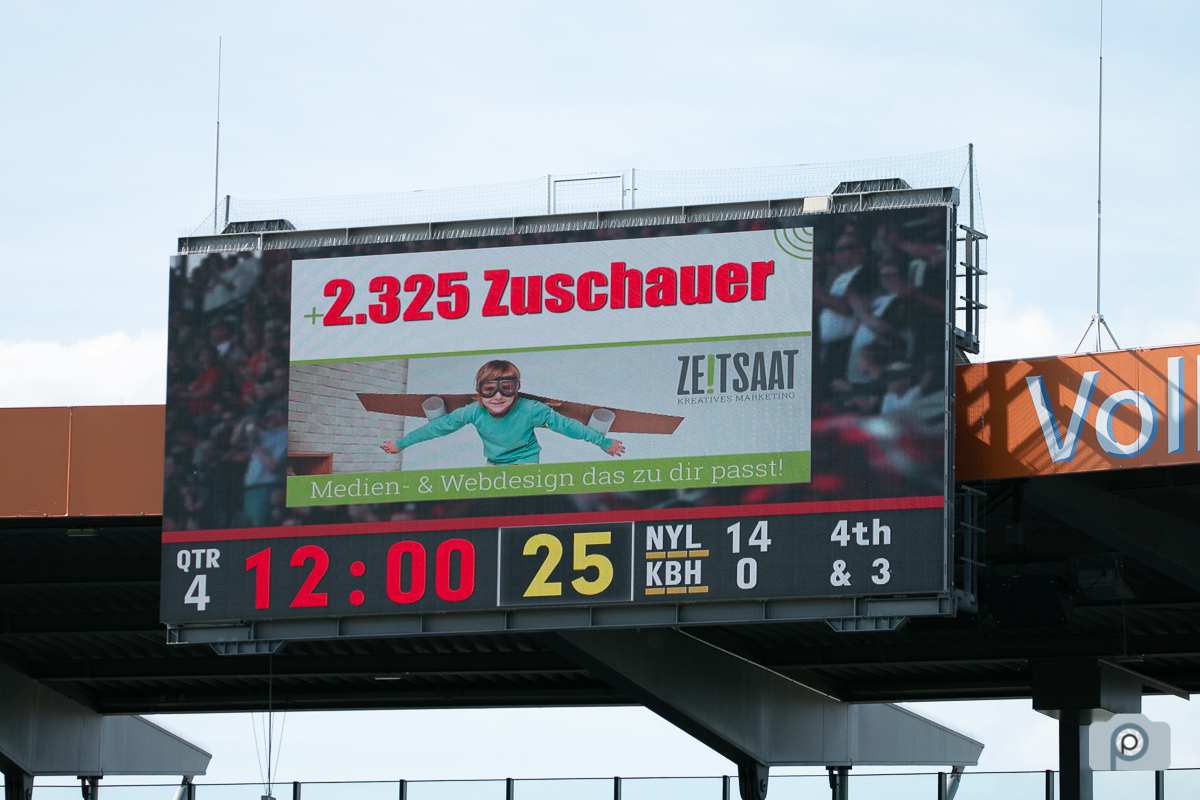 +2.325 Zuschauer
ZE!TSAAT
KREATIVES MARKETING
Medien- & Webdesign das zu dir passt!
Vol
QTR 12:00 25 NYL 14 4th
4 KBH 0 & 3